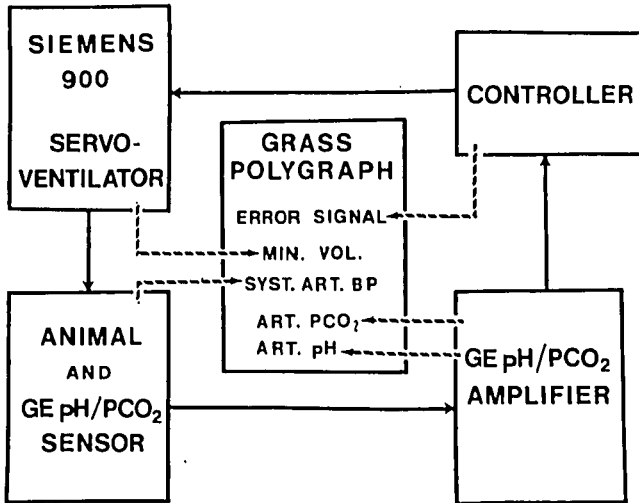 SIEMENS
900
SERVO-
VENTILATOR
CONTROLLER
GRASS
POLYGRAPH
ERROR SIGNAL
MIN. VOL.
SYST. ART. BP
ART. PCO₂
ART. pH
ANIMAL
AND
GE pH/PCO₂
SENSOR
GE pH/PCO₂
AMPLIFIER